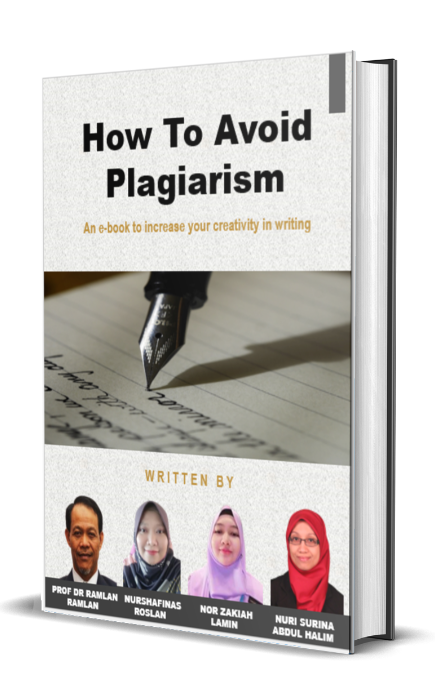 How To Avoid
Plagiarism
An e-book to increase your creativity in writing
WRITTEN BY
PROF DR RAMLAN
RAMLAN
NURSHAFINAS
ROSLAN
NOR ZAKIAH
LAMIN
NURI SURINA
ABDUL HALIM